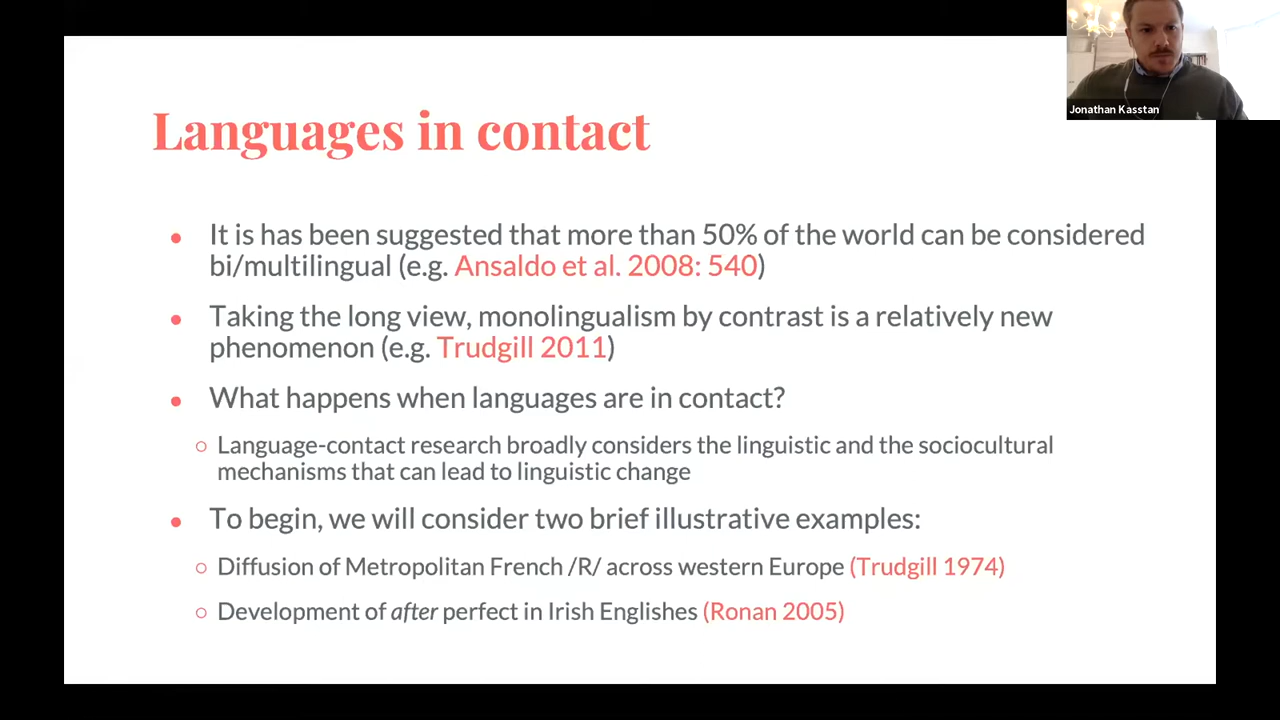 Jonathan Kasstan
Languages in contact
• It is has been suggested that more than 50% of the world can be considered
bi/multilingual (e.g. Ansaldo et al. 2008: 540)
• Taking the long view, monolingualism by contrast is a relatively new
phenomenon (e.g. Trudgill 2011)
• What happens when languages are in contact?
○ Language-contact research broadly considers the linguistic and the sociocultural
mechanisms that can lead to linguistic change
• To begin, we will consider two brief illustrative examples:
○ Diffusion of Metropolitan French /R/ across western Europe (Trudgill 1974)
○ Development of after perfect in Irish Englishes (Ronan 2005)